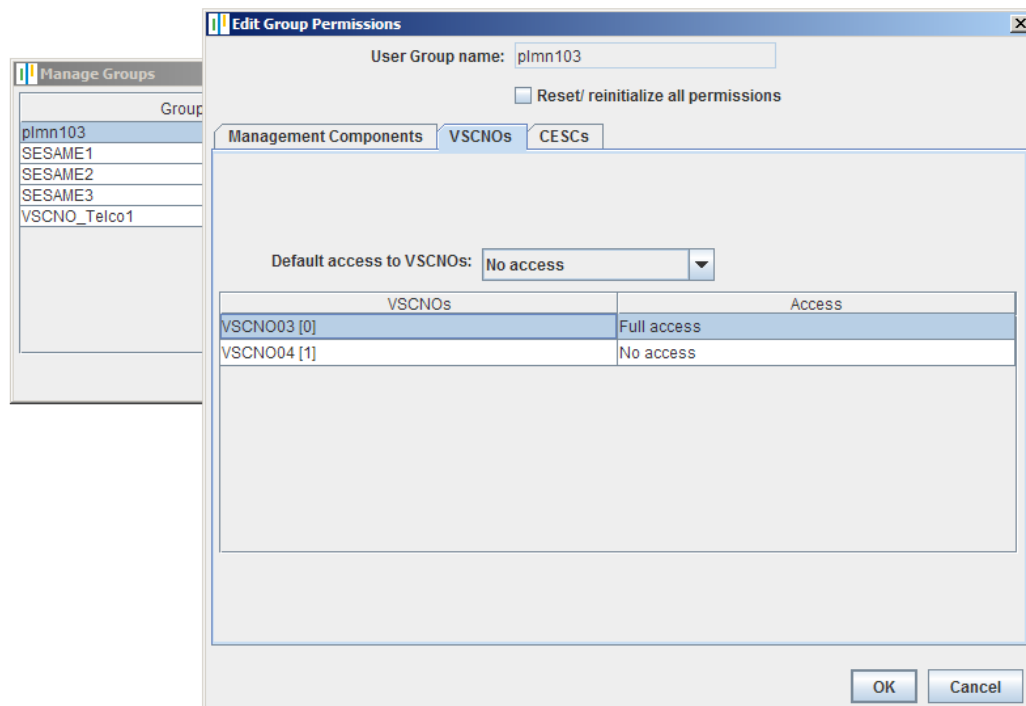 Manage Groups
Group
plmn103
SESAME1
SESAME2
SESAME3
VSCNO_Telco1
Edit Group Permissions
User Group name: plmn103
Reset/ reinitialize all permissions
Management Components VSCNOs CESCs
Default access to VSCNOs: No access
VSCNOs Access
VSCNO03 [0] Full access
VSCNO04 [1] No access
OK Cancel